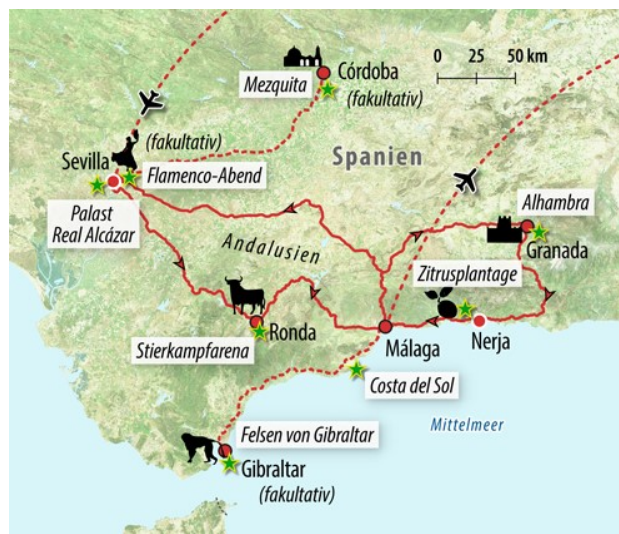 0 25 50 km
Córdoba
(fakultativ)
Mezquita
Spanien
(fakultativ)
Sevilla
Flamenco-Abend
Palast
Real Alcázar
Andalusien
Alhambra
Granada
Zitrusplantage
Stierkampfarena
Ronda
Málaga
Nerja
Costa del Sol
Mittelmeer
Felsen von Gibraltar
Gibraltar
(fakultativ)